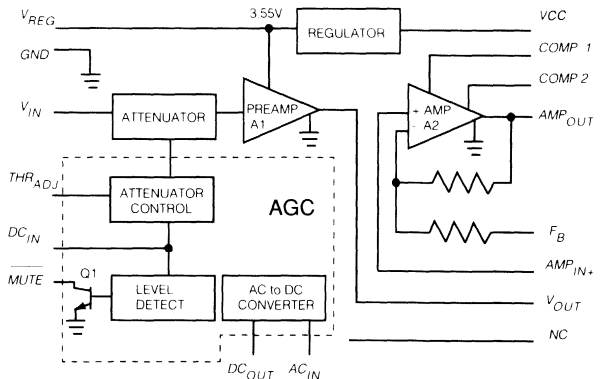 V_REG
3.55V
REGULATOR
VCC
GND
COMP 1
COMP 2
V_IN
ATTENUATOR
PREAMP
A1
+ AMP
- A2
AMP_OUT
THR_ADJ
ATTENUATOR
CONTROL
AGC
DC_IN
F_B
MUTE
Q1
LEVEL
DETECT
AC to DC
CONVERTER
AMP_IN+
V_OUT
NC
DC_OUT
AC_IN